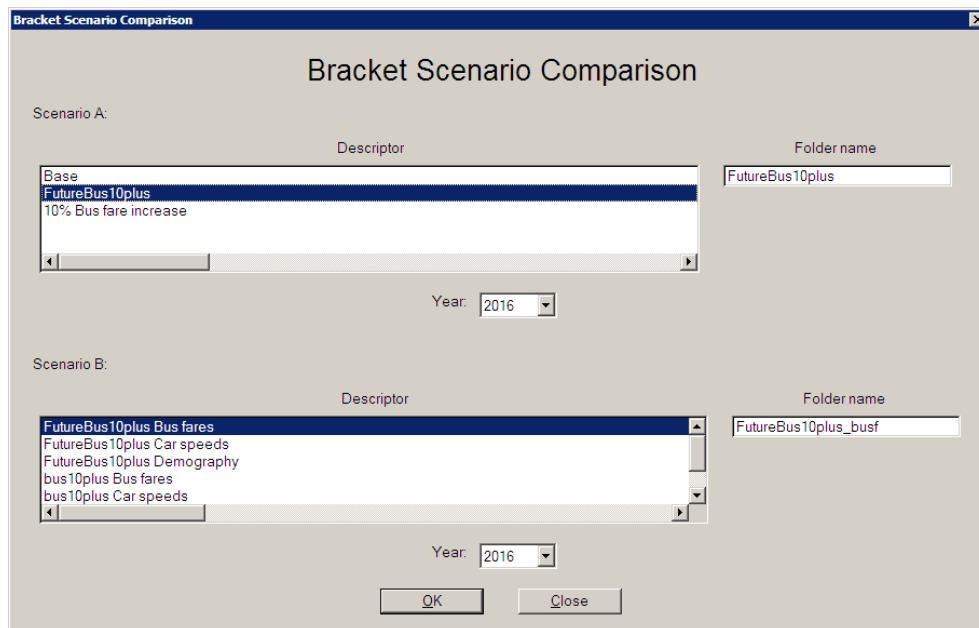 Bracket Scenario Comparison
Bracket Scenario Comparison
Scenario A:
Descriptor
Folder name
Base
FutureBus10plus
FutureBus10plus
10% Bus fare increase
Year: 2016
Scenario B:
Descriptor
Folder name
FutureBus10plus Bus fares
FutureBus10plus_busf
FutureBus10plus Car speeds
FutureBus10plus Demography
bus10plus Bus fares
bus10plus Car speeds
Year: 2016
OK
Close